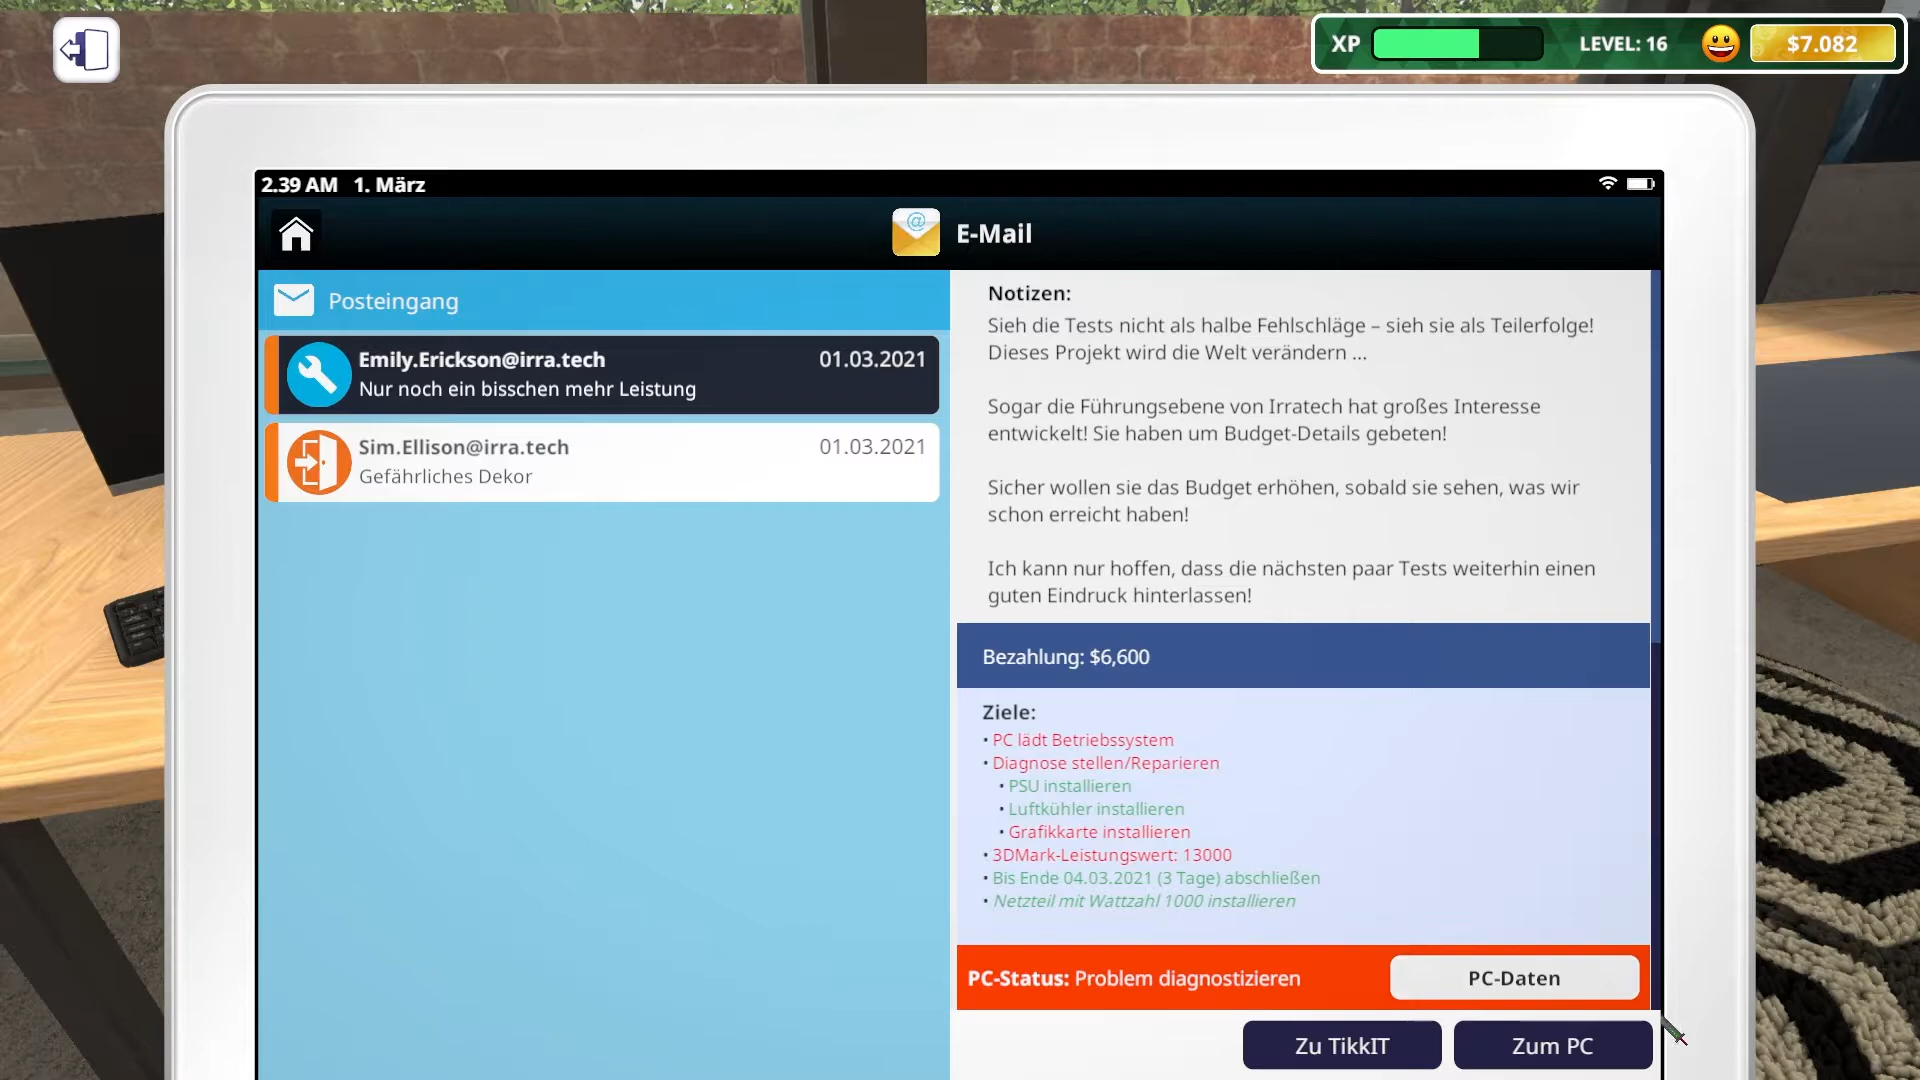 XP
LEVEL: 16
$7.082
2.39 AM 1. März
@
E-Mail
Posteingang
Emily.Erickson@irra.tech
01.03.2021
Nur noch ein bisschen mehr Leistung
Sim.Ellison@irra.tech
01.03.2021
Gefährliches Dekor
Notizen:
Sieh die Tests nicht als halbe Fehlschläge – sieh sie als Teilerfolge!
Dieses Projekt wird die Welt verändern ...
Sogar die Führungsebene von Irratech hat großes Interesse
entwickelt! Sie haben um Budget-Details gebeten!
Sicher wollen sie das Budget erhöhen, sobald sie sehen, was wir
schon erreicht haben!
Ich kann nur hoffen, dass die nächsten paar Tests weiterhin einen
guten Eindruck hinterlassen!
Bezahlung: $6,600
Ziele:
• PC lädt Betriebssystem
• Diagnose stellen/Reparieren
• PSU installieren
• Luftkühler installieren
• Grafikkarte installieren
• 3DMark-Leistungswert: 13000
• Bis Ende 04.03.2021 (3 Tage) abschließen
• Netzteil mit Wattzahl 1000 installieren
PC-Status: Problem diagnostizieren
PC-Daten
Zu TikkIT
Zum PC